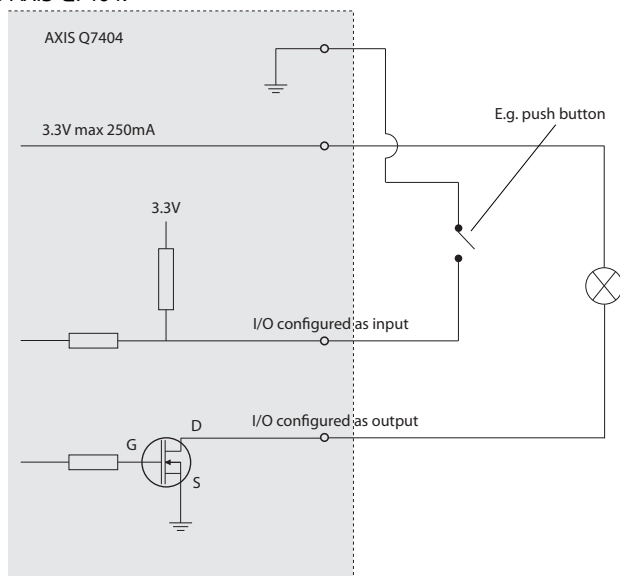 AXIS Q7404
E.g. push button
3.3V max 250mA
3.3V
I/O configured as input
I/O configured as output
D
G
S